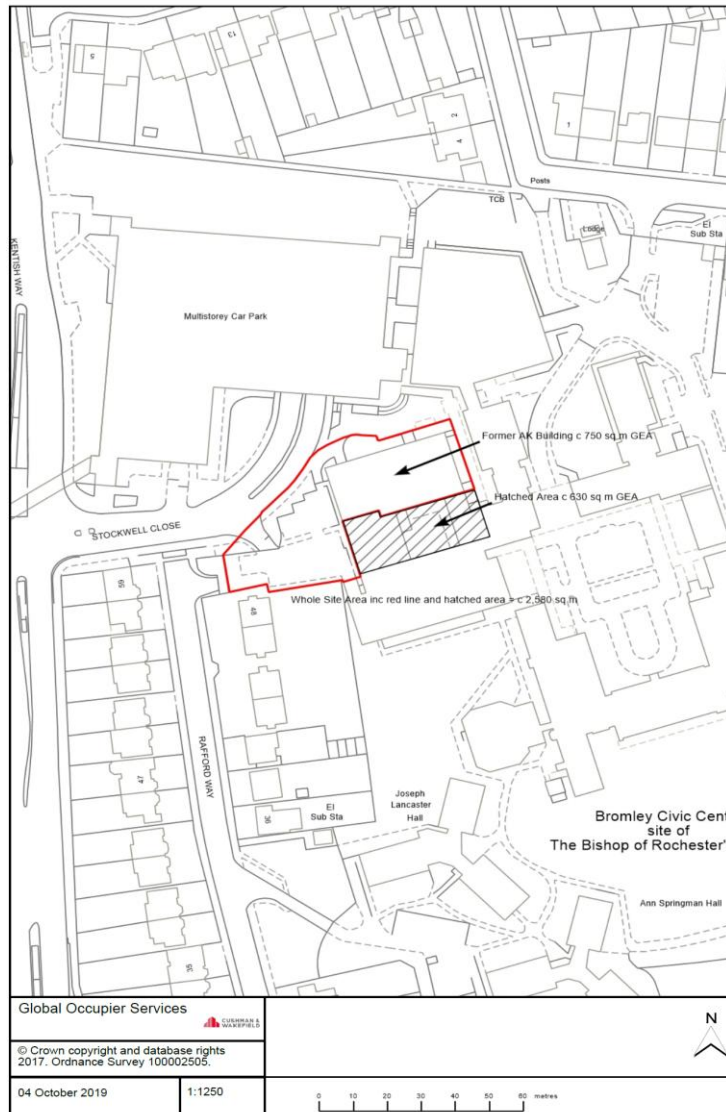 5
13
2
4
1
Posts
TCB
Lodge
El
Sub Sta
KENTISH WAY
Multistorey Car Park
Former AK Building c 750 sq.m GEA
Hatched Area c 630 sq m GEA
STOCKWELL CLOSE
59
Whole Site Area inc red line and hatched area = c 2,580 sq.m
48
RAFFORD WAY
47
36
El
Sub Sta
Joseph
Lancaster
Hall
Bromley Civic Cent
site of
The Bishop of Rochester'
Ann Springman Hall
35
Global Occupier Services
CUSHMAN &
WAKEFIELD
N
© Crown copyright and database rights
2017. Ordnance Survey 100002505.
04 October 2019
1:1250
0 10 20 30 40 50 60 metres